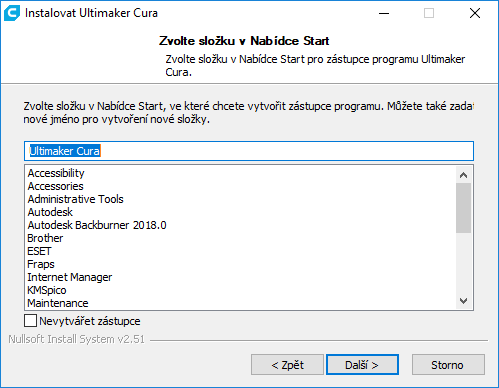 Instalovat Ultimaker Cura
Zvolte složku v Nabídce Start
Zvolte složku v Nabídce Start pro zástupce programu Ultimaker
Cura.
Zvolte složku v Nabídce Start, ve které chcete vytvořit zástupce programu. Můžete také zadat
nové jméno pro vytvoření nové složky.
Ultimaker Cura
Accessibility
Accessories
Administrative Tools
Autodesk
Autodesk Backburner 2018.0
Brother
ESET
Fraps
Internet Manager
KMSpico
Maintenance
Nevytvářet zástupce
Nullsoft Install System v2.51
< Zpět
Další >
Storno